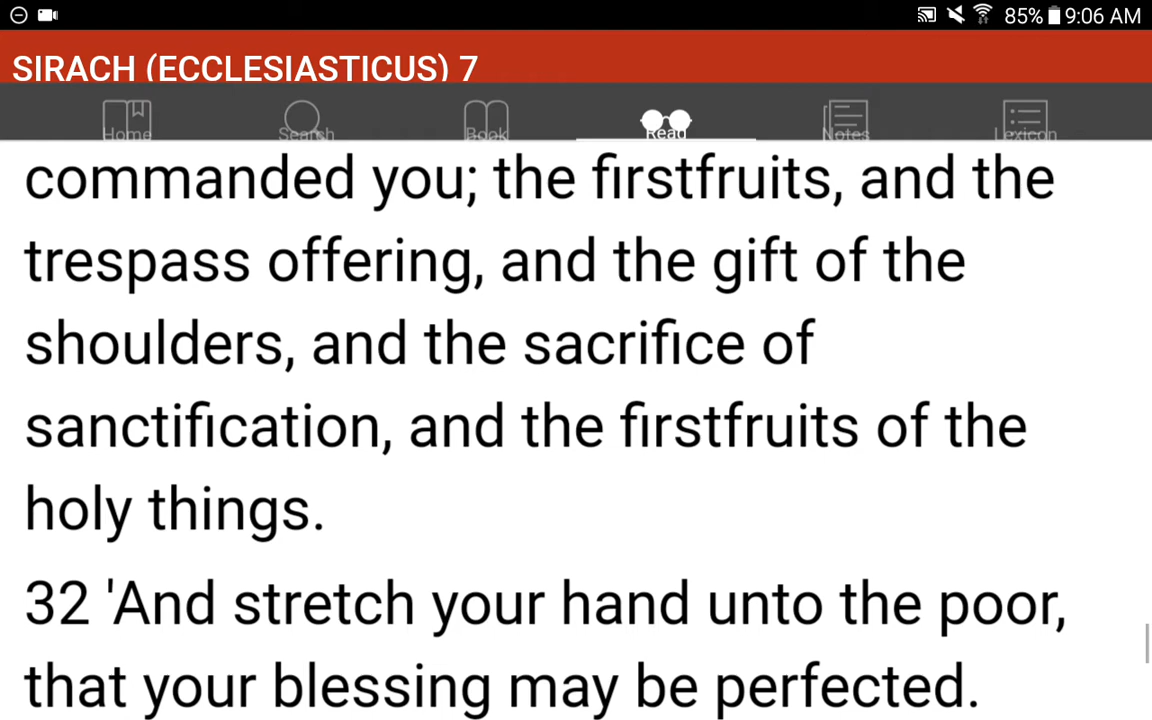 85% 9:06 AM
SIRACH (ECCLESIASTICUS) 7
Home Search Book Read Notes Lexicon
commanded you; the firstfruits, and the
trespass offering, and the gift of the
shoulders, and the sacrifice of
sanctification, and the firstfruits of the
holy things.
32 'And stretch your hand unto the poor,
that your blessing may be perfected.